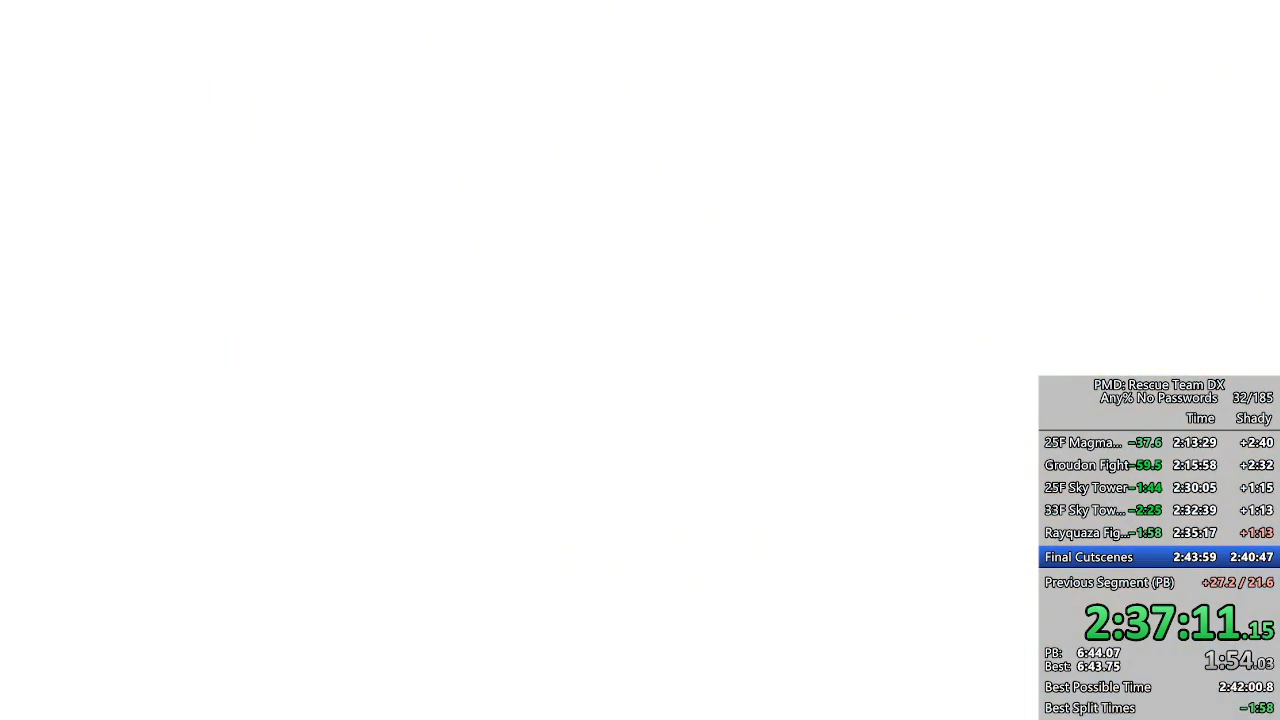 PMD: Rescue Team DX
Any% No Passwords 32/185
Time Shady
25F Magma... -37.6 2:13:29 +2:40
Groudon Fight -59.5 2:15:58 +2:32
25F Sky Tower -1:44 2:30:05 +1:15
33F Sky Tow... -2:25 2:32:39 +1:13
Rayquaza Fig... -1:58 2:35:17 +1:13
Final Cutscenes 2:43:59 2:40:47
Previous Segment (PB) +27.2 / 21.6
2:37:11.15
PB: 6:44.07
Best: 6:43.75
1:54.03
Best Possible Time 2:42:00.8
Best Split Times -1:58